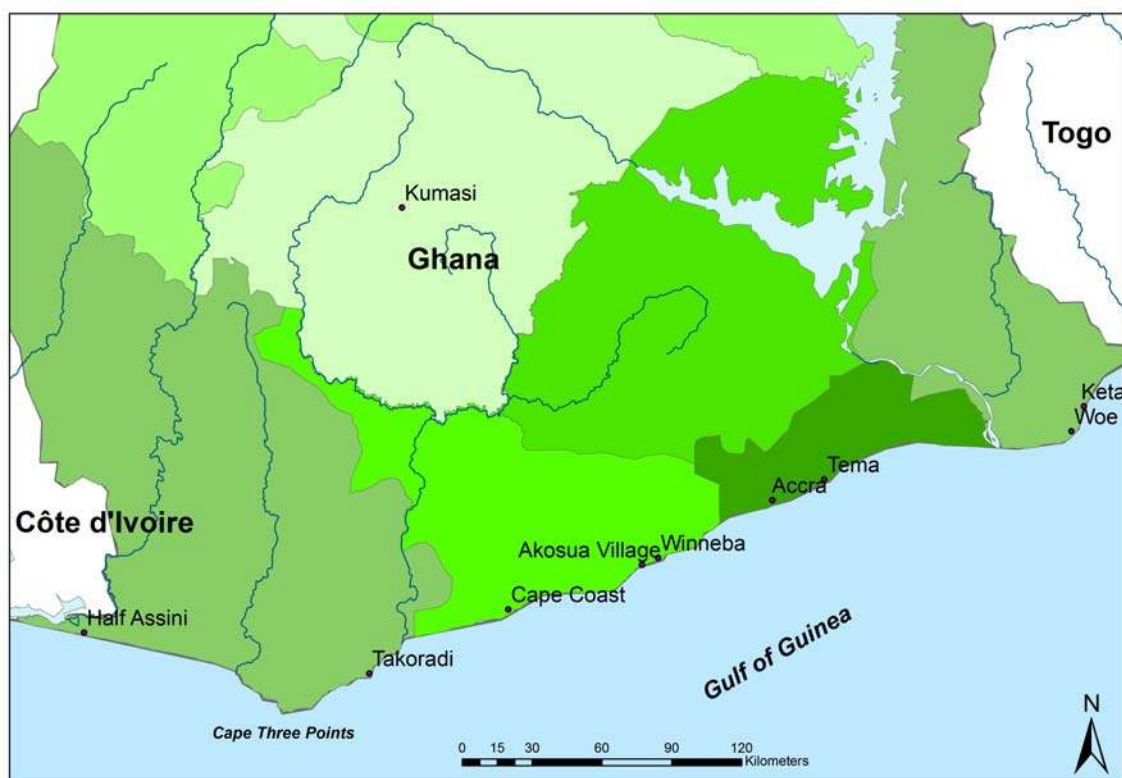 Togo
Kumasi
Ghana
Keta
Woe
Tema
Accra
Côte d'Ivoire
Akosua Village
Winneba
Cape Coast
Half Assini
Gulf of Guinea
Takoradi
N
Cape Three Points
0 15 30 60 90 120
Kilometers